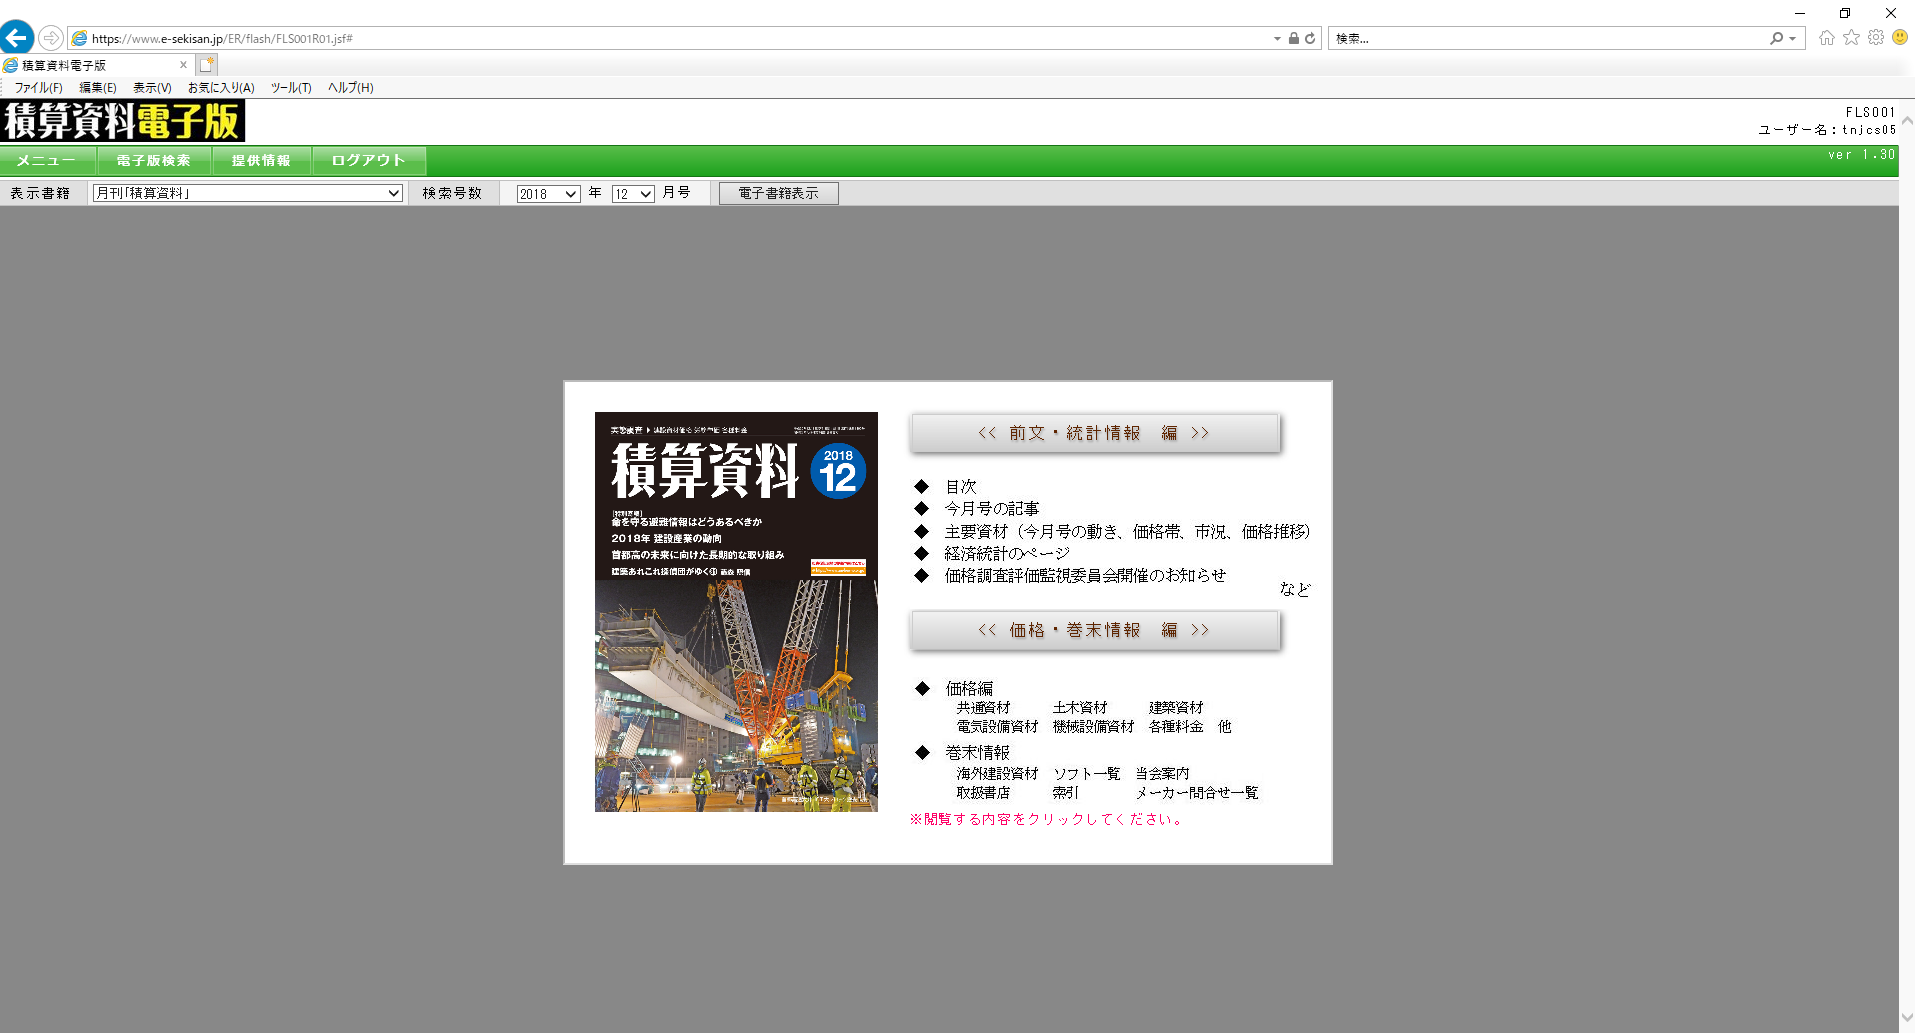 https://www.e-sekisan.jp/ER/flash/FLS001R01.jsf#
検索...
積算資料電子版
ファイル(F) 編集(E) 表示(V) お気に入り(A) ツール(T) ヘルプ(H)
積算資料電子版
FLS001
ユーザー名：tnjcs05
メニュー 電子版検索 提供情報 ログアウト
ver 1.30
表示書籍 月刊「積算資料」 検索号数 2018 年 12 月号 電子書籍表示
積算資料
2018
12
命を守る避難情報はどうあるべきか
2018年 建設産業の動向
首都高の未来に向けた長期的な取り組み
建築あれこれ探偵団がゆく
<< 前文・統計情報　編 >>
◆ 目次
◆ 今月号の記事
◆ 主要資材（今月号の動き、価格帯、市況、価格推移）
◆ 経済統計のページ
◆ 価格調査評価監視委員会開催のお知らせ
など
<< 価格・巻末情報　編 >>
◆ 価格編
共通資材 土木資材 建築資材
電気設備資材 機械設備資材 各種料金 他
◆ 巻末情報
海外建設資材 ソフト一覧 当会案内
取扱書店 索引 メーカー問合せ一覧
※閲覧する内容をクリックしてください。